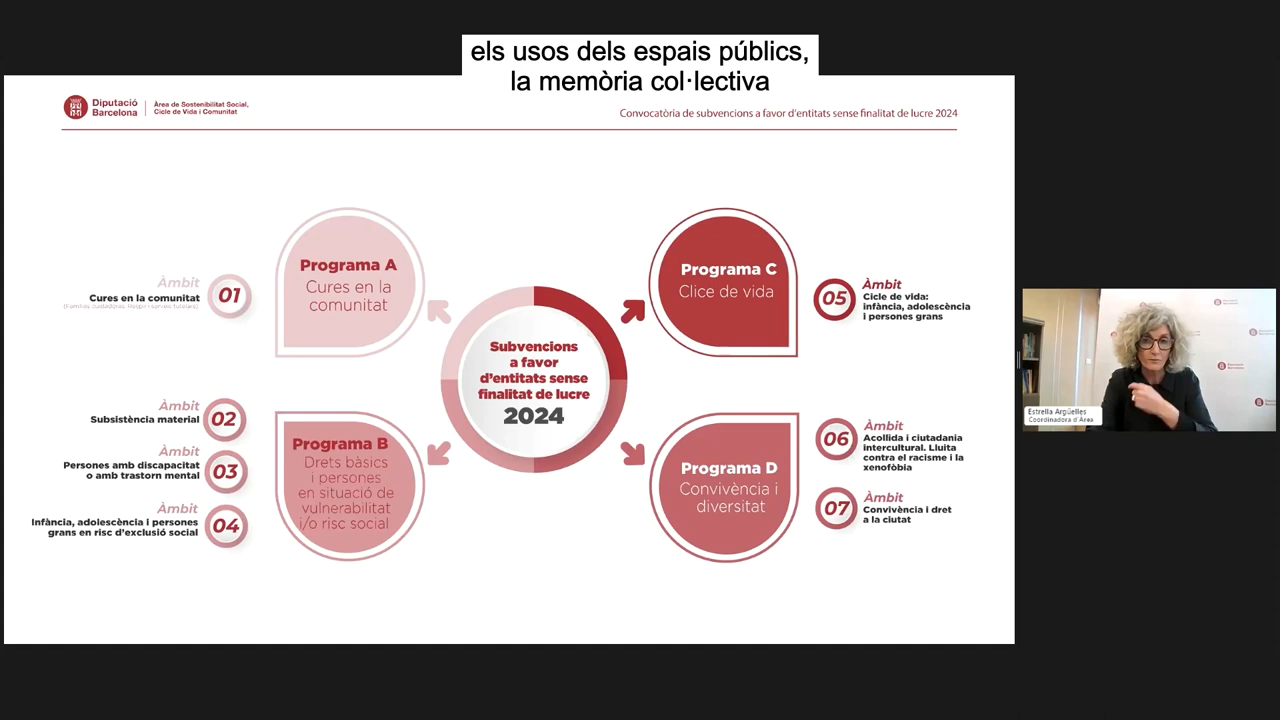 els usos dels espais públics,
la memòria col·lectiva
Diputació
Barcelona
Àrea de Sostenibilitat Social,
Cicle de Vida i Comunitat
Convocatòria de subvencions a favor d'entitats sense finalitat de lucre 2024
Àmbit
01
Cures en la comunitat
Programa A
Cures en la
comunitat
Programa C
Clice de vida
Àmbit
05
Cicle de vida:
infància, adolescència
i persones grans
Subvencions
a favor
d'entitats sense
finalitat de lucre
2024
Àmbit
02
Subsistència material
Àmbit
03
Persones amb discapacitat
o amb trastorn mental
Àmbit
04
Infància, adolescència i persones
grans en risc d'exclusió social
Programa B
Drets bàsics
i persones
en situació de
vulnerabilitat
i/o risc social
Programa D
Convivència i
diversitat
Àmbit
06
Acollida i ciutadania
intercultural. Lluita
contra el racisme i la
xenofòbia
Àmbit
07
Convivència i dret
a la ciutat
Estrella Argüelles
Coordinadora d'Àrea